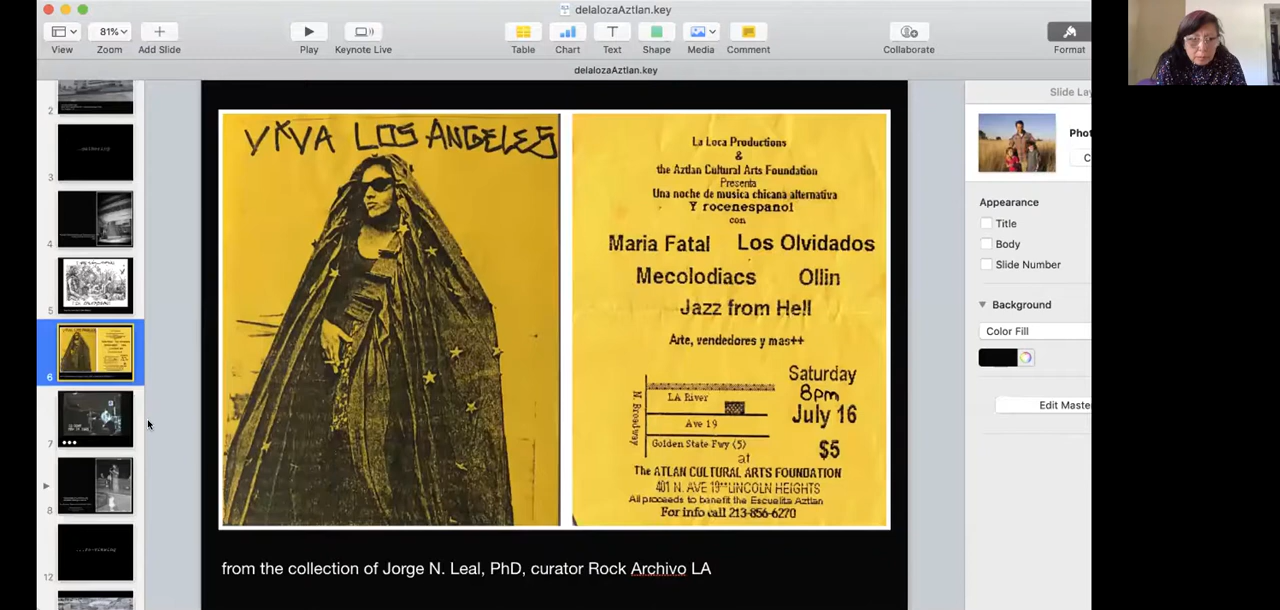 delalozaAztlan.key
81%
View
Zoom
Add Slide
Play
Keynote Live
Table
Chart
Text
Shape
Media
Comment
Collaborate
Format
delalozaAztlan.key
2
3
4
5
6
7
8
12
VIVA LOS ANGELES
La Loca Productions
&
the Aztlan Cultural Arts Foundation
Presenta
Una noche de musica chicana alternativa
Y rocenespanol
con
Maria Fatal Los Olvidados
Mecolodiacs Ollin
Jazz from Hell
Arte, vendedores y mas++
Saturday
8pm
July 16
$5
N. Broadway
LA River
Ave 19
Golden State Fwy (5)
at
The ATLAN CULTURAL ARTS FOUNDATION
401 N. AVE 19**LINCOLN HEIGHTS
All proceeds to benefit the Escuelita Aztlan
For info call 213-856-6270
from the collection of Jorge N. Leal, PhD, curator Rock Archivo LA
Slide La
Phot
C
Appearance
Title
Body
Slide Number
Background
Color Fill
Edit Maste